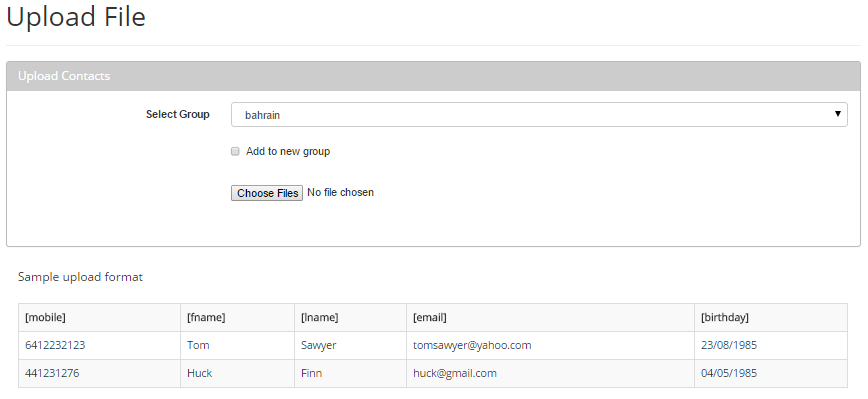 Upload File
Upload Contacts
Select Group bahrain
Add to new group
Choose Files No file chosen
Sample upload format
[mobile] [fname] [lname] [email] [birthday]
6412232123 Tom Sawyer tomsawyer@yahoo.com 23/08/1985
441231276 Huck Finn huck@gmail.com 04/05/1985